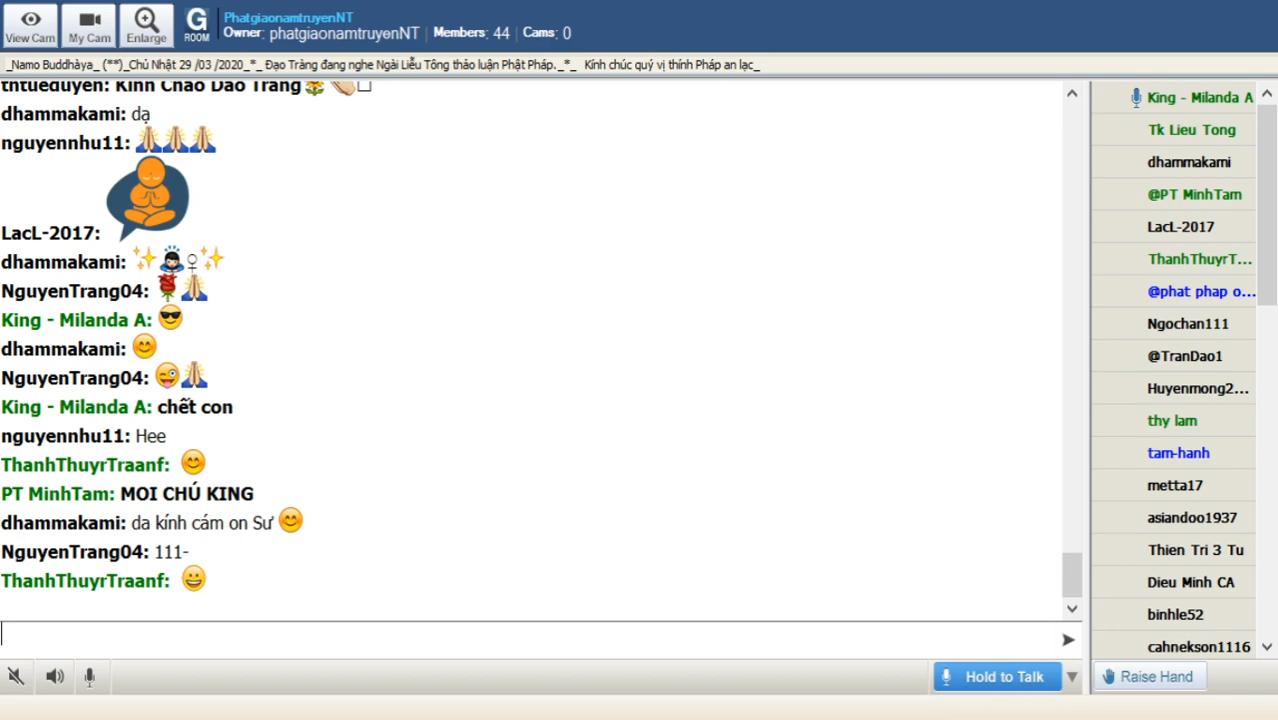 View Cam
My Cam
Enlarge
G
ROOM
PhatgiaonamtruyenNT
Owner: phatgiaonamtruyenNT | Members: 44 | Cams: 0
_Namo Buddhàya_ (**)_Chủ Nhật 29 /03 /2020_*_ Đạo Tràng đang nghe Ngài Liễu Tông thảo luận Phật Pháp._*_ Kính chúc quý vị thính Pháp an lạc_
tntueduyen: Kính Chào Đạo Tràng
dhammakami: dạ
nguyennhu11:
LacL-2017:
dhammakami:
NguyenTrang04:
King - Milanda A:
dhammakami:
NguyenTrang04:
King - Milanda A: chết con
nguyennhu11: Hee
ThanhThuyrTraanf:
PT MinhTam: MOI CHÚ KING
dhammakami: da kính cám on Sư
NguyenTrang04: 111-
ThanhThuyrTraanf:
King - Milanda A
Tk Lieu Tong
dhammakami
@PT MinhTam
LacL-2017
ThanhThuyrT...
@phat phap o...
Ngochan111
@TranDao1
Huyenmong2...
thy lam
tam-hanh
metta17
asiandoo1937
Thien Tri 3 Tu
Dieu Minh CA
binhle52
cahnekson1116
Hold to Talk
Raise Hand